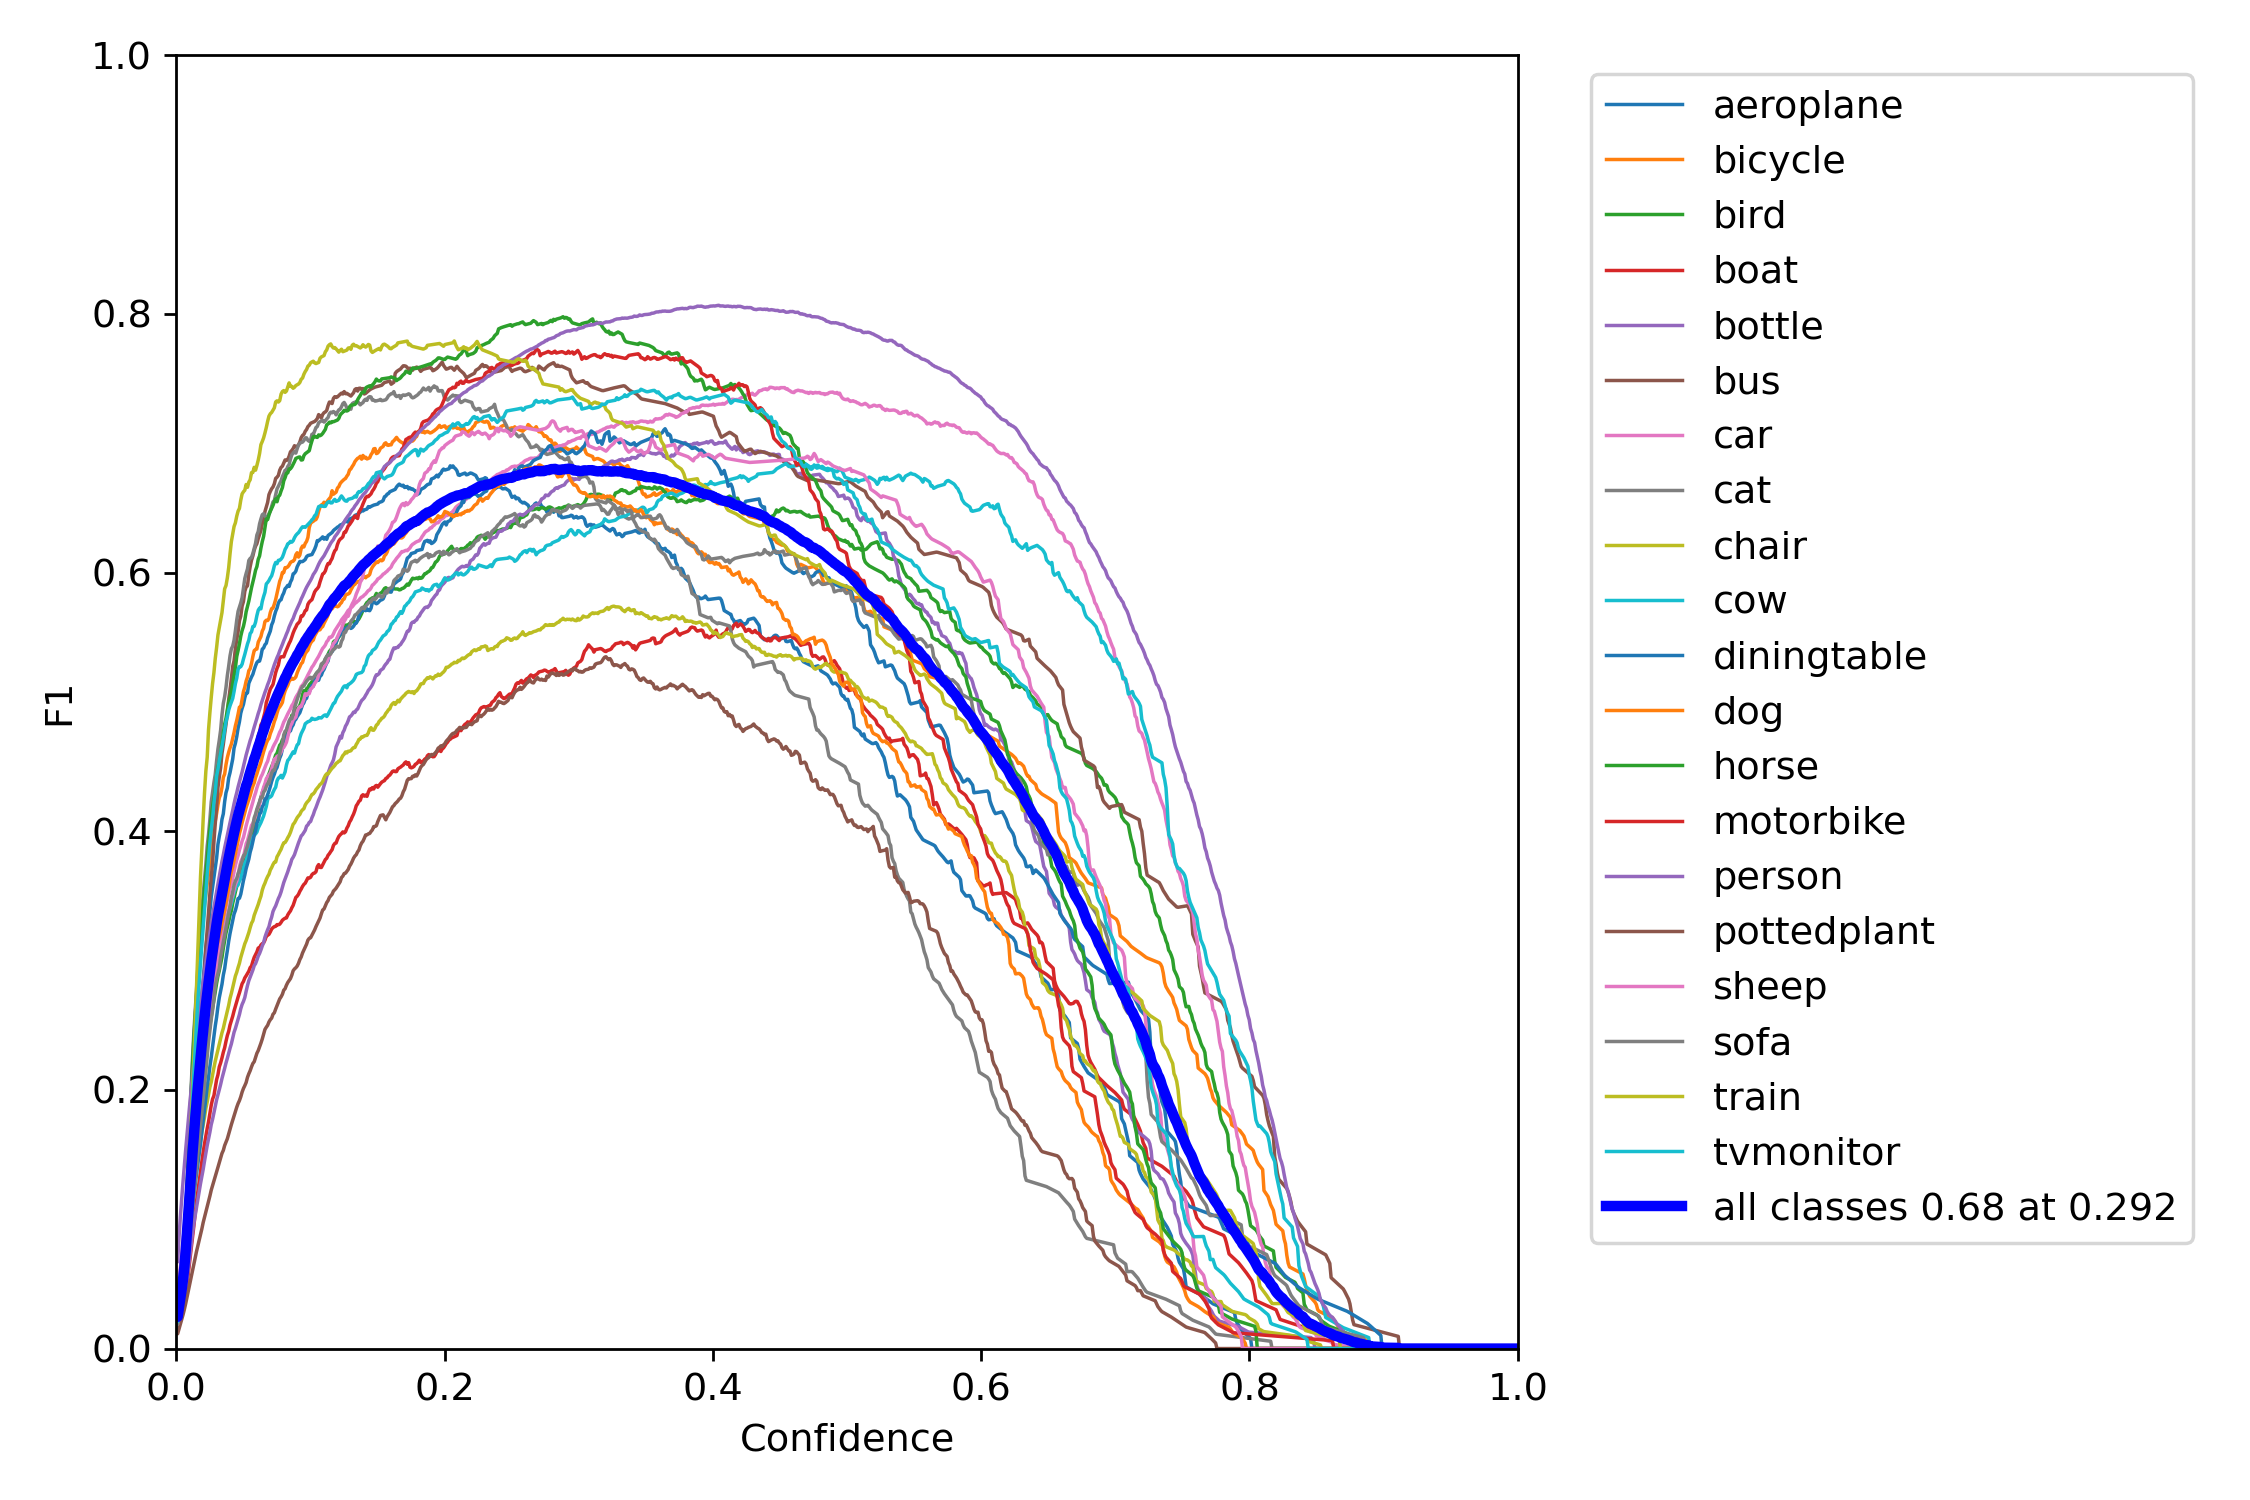 1.0
0.8
0.6
0.4
0.2
0.0
F1
0.0 0.2 0.4 0.6 0.8 1.0
Confidence
aeroplane
bicycle
bird
boat
bottle
bus
car
cat
chair
cow
diningtable
dog
horse
motorbike
person
pottedplant
sheep
sofa
train
tvmonitor
all classes 0.68 at 0.292